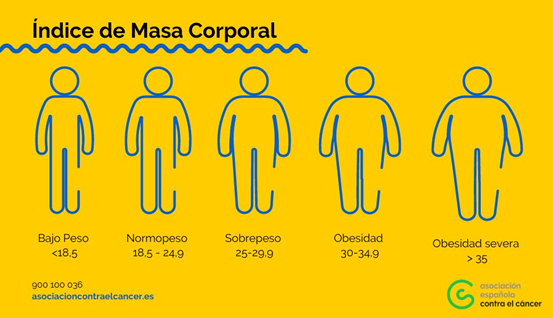 Índice de Masa Corporal
Bajo Peso
<18,5
Normopeso
18,5 - 24,9
Sobrepeso
25-29,9
Obesidad
30-34,9
Obesidad severa
> 35
900 100 036
asociacioncontraelcancer.es
asociación
española
contra el cáncer